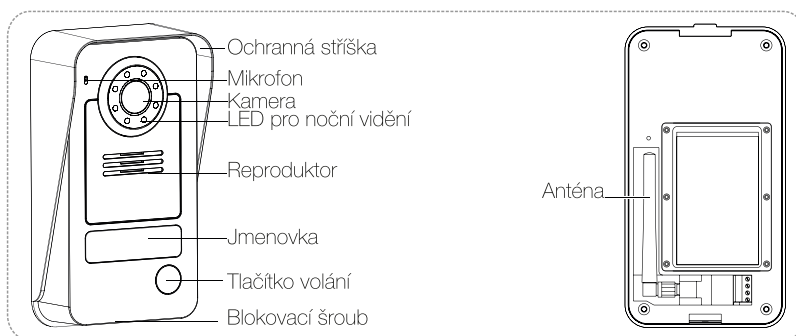 Ochranná stříška
Mikrofon
Kamera
LED pro noční vidění
Reproduktor
Jmenovka
Tlačítko volání
Blokovací šroub
Anténa